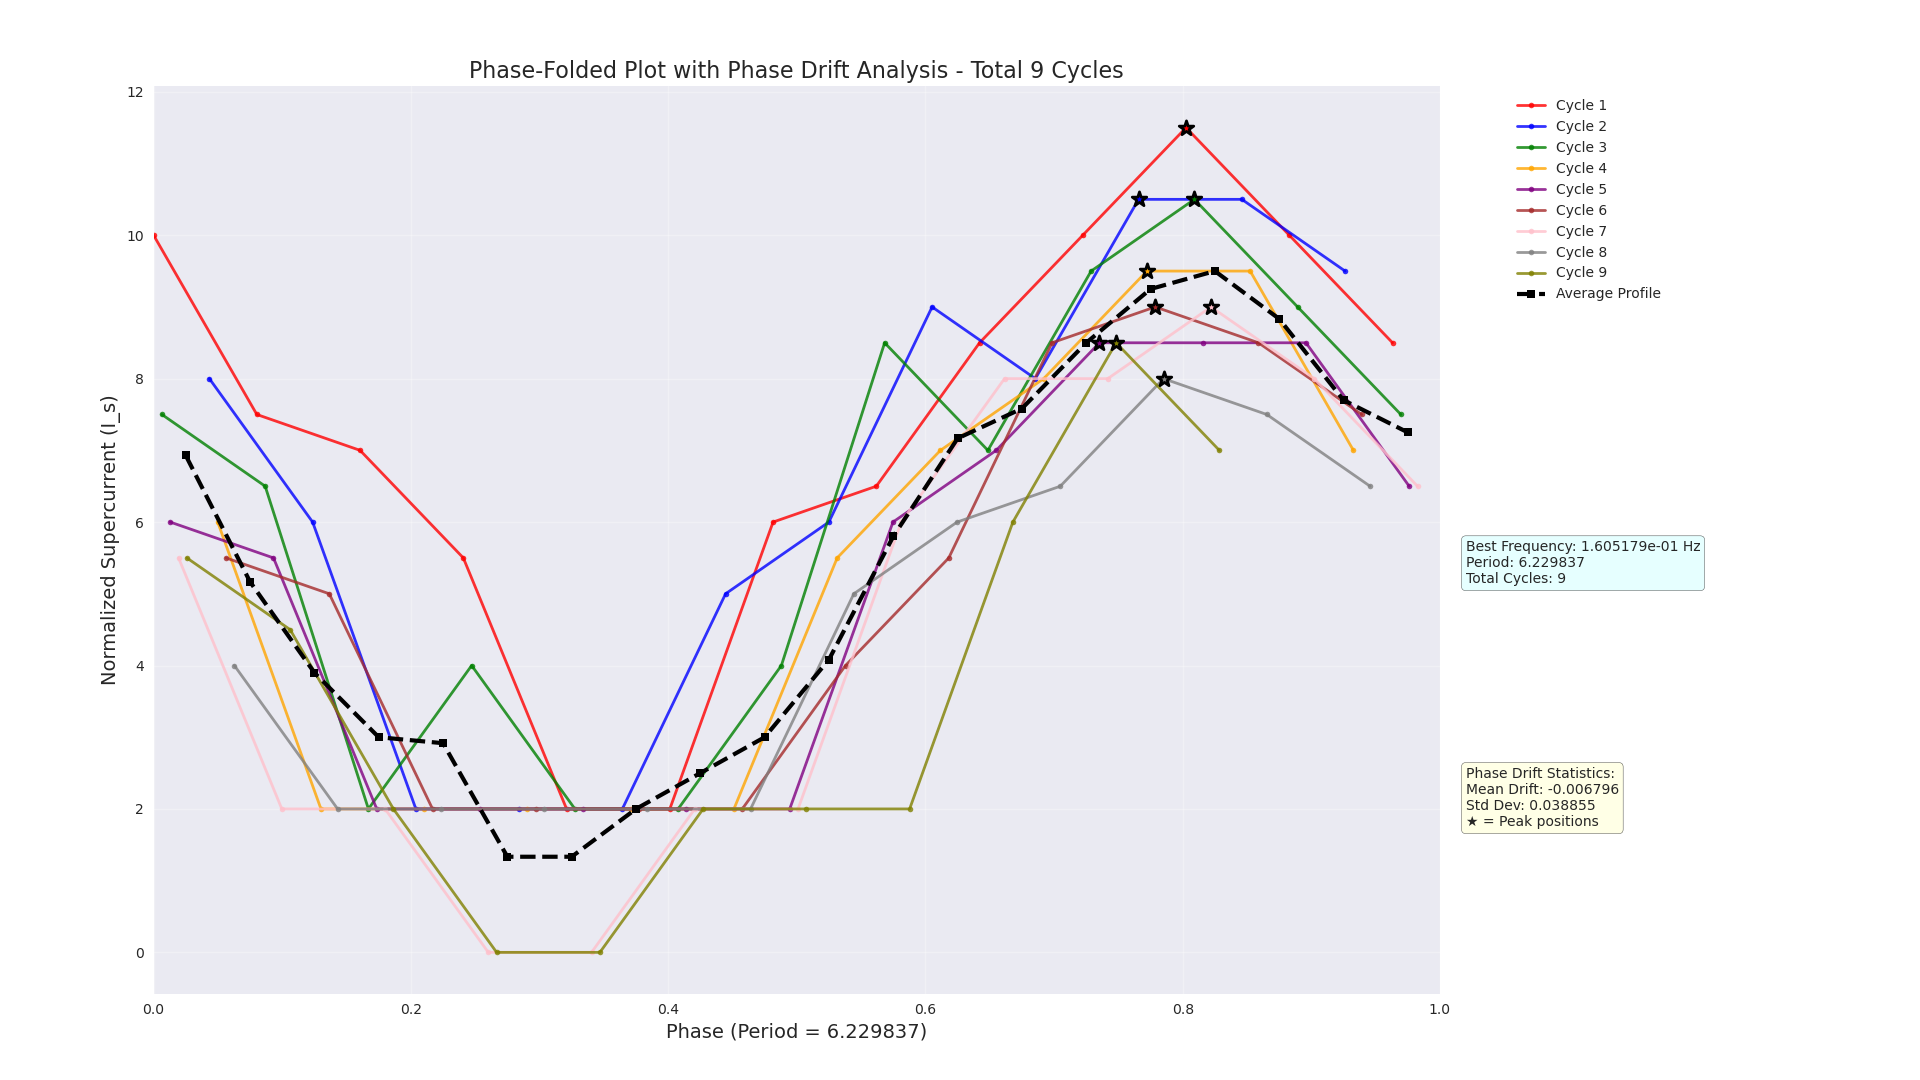 Phase-Folded Plot with Phase Drift Analysis - Total 9 Cycles
Normalized Supercurrent (I_s)
12
10
8
6
4
2
0
0.0
0.2
0.4
0.6
0.8
1.0
Phase (Period = 6.229837)
Cycle 1
Cycle 2
Cycle 3
Cycle 4
Cycle 5
Cycle 6
Cycle 7
Cycle 8
Cycle 9
Average Profile
Best Frequency: 1.605179e-01 Hz
Period: 6.229837
Total Cycles: 9
Phase Drift Statistics:
Mean Drift: -0.006796
Std Dev: 0.038855
★ = Peak positions